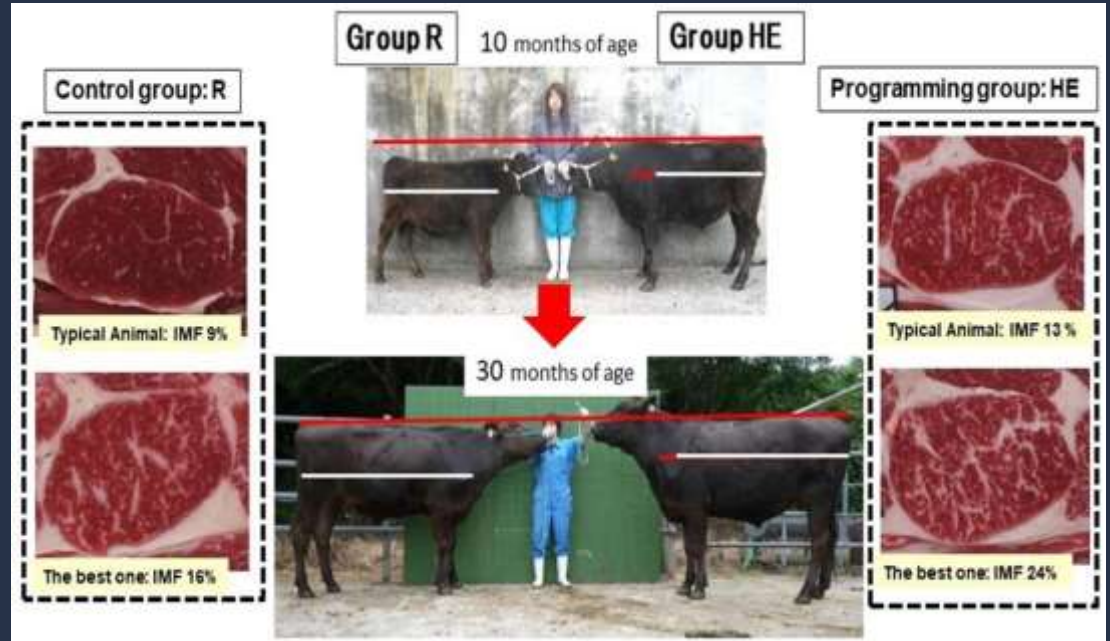 Group R
10 months of age
Group HE
Control group: R
Programming group: HE
Typical Animal: IMF 9%
Typical Animal: IMF 13 %
30 months of age
The best one: IMF 16%
The best one: IMF 24%